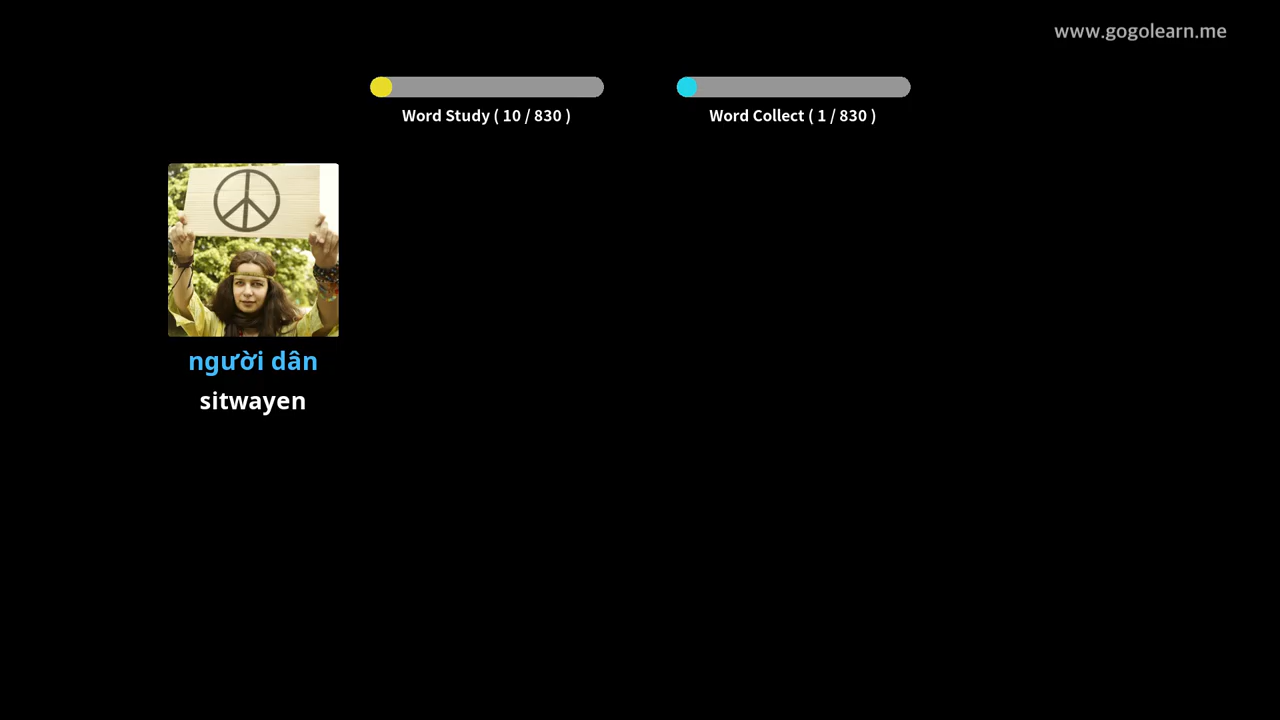 www.gogolearn.me
Word Study ( 10 / 830 )
Word Collect ( 1 / 830 )
người dân
sitwayen